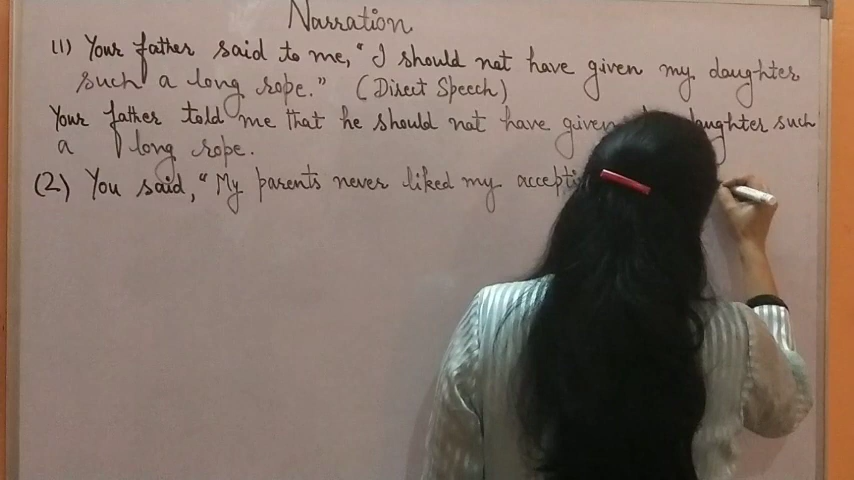 Narration
(1) Your father said to me, "I should not have given my daughter
such a long rope." (Direct Speech)
Your father told me that he should not have given daughter such
a long rope.
(2) You said, "My parents never liked my